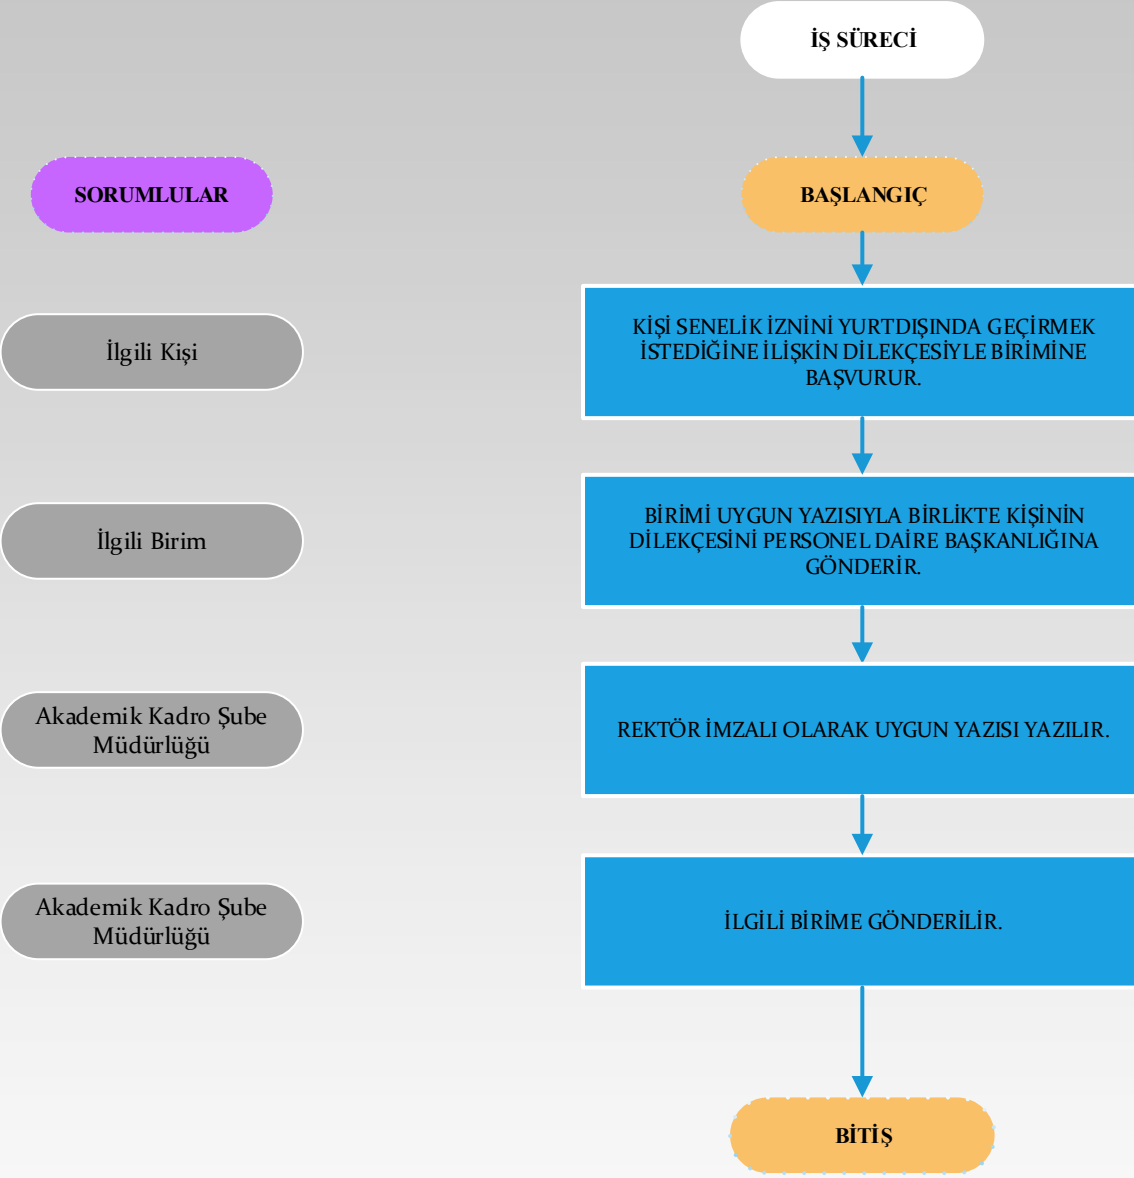 İŞ SÜRECİ
SORUMLULAR
BAŞLANGIÇ
İlgili Kişi
KİŞİ SENELİK İZNİNİ YURTDIŞINDA GEÇİRMEK
İSTEDİĞİNE İLİŞKİN DİLEKÇESİYLE BİRİMİNE
BAŞVURUR.
İlgili Birim
BİRİMİ UYGUN YAZISIYLA BİRLİKTE KİŞİNİN
DİLEKÇESİNİ PERSONEL DAİRE BAŞKANLIĞINA
GÖNDERİR.
Akademik Kadro Şube
Müdürlüğü
REKTÖR İMZALI OLARAK UYGUN YAZISI YAZILIR.
Akademik Kadro Şube
Müdürlüğü
İLGİLİ BİRİME GÖNDERİLİR.
BİTİŞ